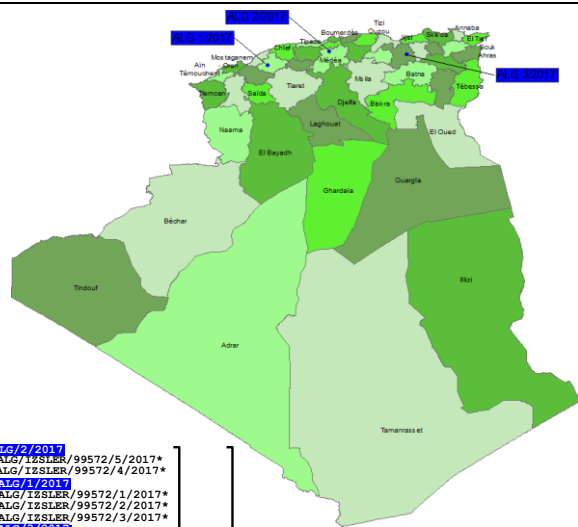 ALG 2/2017
ALG 1/2017
ALG 3/2017
Tizi
Ouzou
Boumerdès
Tipaza
Annaba
Skikda
El Tarf
Souk
Ahras
Chlef
Médéa
Mostaganem
Oran
Aïn
Témouchent
Tlemcen
Saïda
Tiaret
Msila
Batna
Tébessa
Djelfa
Biskra
Laghouat
Naama
El Bayadh
El Oued
Ghardaïa
Ouargla
Béchar
Tindouf
Adrar
Illizi
Tamanrasset
ALG/2/2017
ALG/IZSLER/99572/5/2017*
ALG/IZSLER/99572/4/2017*
ALG/1/2017
ALG/IZSLER/99572/1/2017*
ALG/IZSLER/99572/2/2017*
ALG/IZSLER/99572/3/2017*